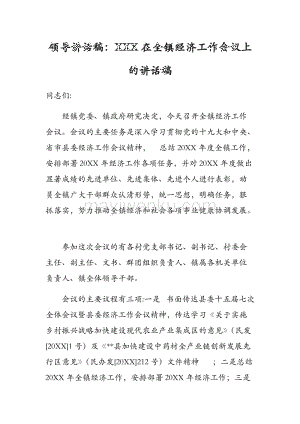 领导讲话稿：XXX在全镇经济工作会议上
的讲话稿
同志们：
经镇党委、镇政府研究决定，今天召开全镇经济工作
会议。会议的主要任务是深入学习贯彻党的十九大和中央、
省市县委经济工作会议精神， 总结20XX年度全镇工作，
安排部署20XX年经济工作各项任务，并对20XX年度做出
显著成绩的先进单位、先进集体、先进个人进行表彰，动
员全镇广大干部群众认清形势，统一思想，明确任务，狠
抓落实，努力推动全镇经济和社会各项事业健康协调发展。
参加这次会议的有各村党支部书记、副书记、村委会
主任、副主任、文书、群团组织负责人、镇属各机关单位
负责人、镇全体领导干部。
会议的主要议程有三项:一是 书面传达县委十五届七次
全体会议暨县委经济工作会议精神，传达学习《关于实施
乡村振兴战略加快建设现代农业产业集成区的意见》（民发
[20XX]1号）及《**县加快建设中药材全产业链创新发展先
行区意见》（民办发[20XX]212号）文件精神 ；二是总结
20XX年全镇经济工作，安排部署20XX年经济工作；三是